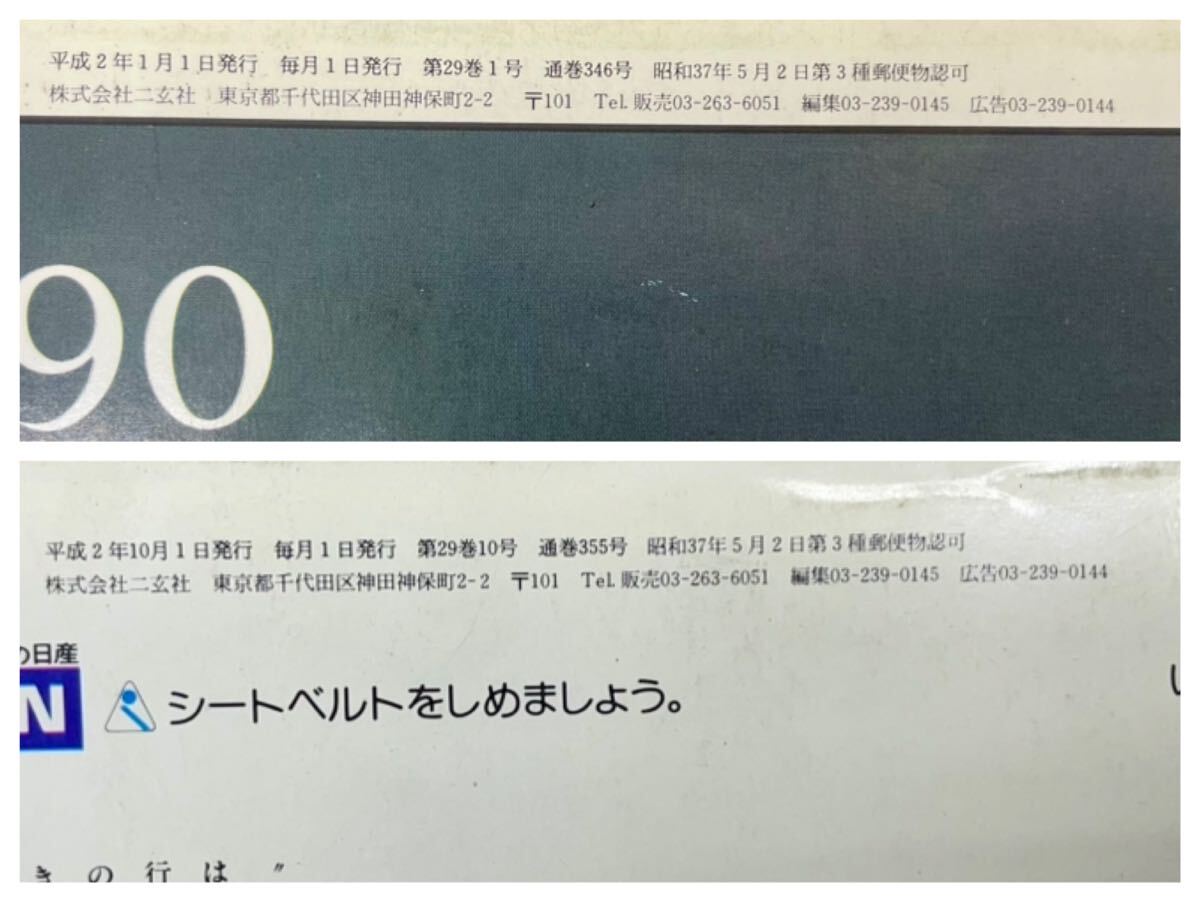 平成2年1月1日発行 毎月1日発行 第29巻1号 通巻346号 昭和37年5月2日第3種郵便物認可
株式会社二玄社 東京都千代田区神田神保町2-2 〒101 Tel.販売03-263-6051 編集03-239-0145 広告03-239-0144
90
平成2年10月1日発行 毎月1日発行 第29巻10号 通巻355号 昭和37年5月2日第3種郵便物認可
株式会社二玄社 東京都千代田区神田神保町2-2 〒101 Tel.販売03-263-6051 編集03-239-0145 広告03-239-0144
の日産
N
シートベルトをしめましょう。
きの行は〃